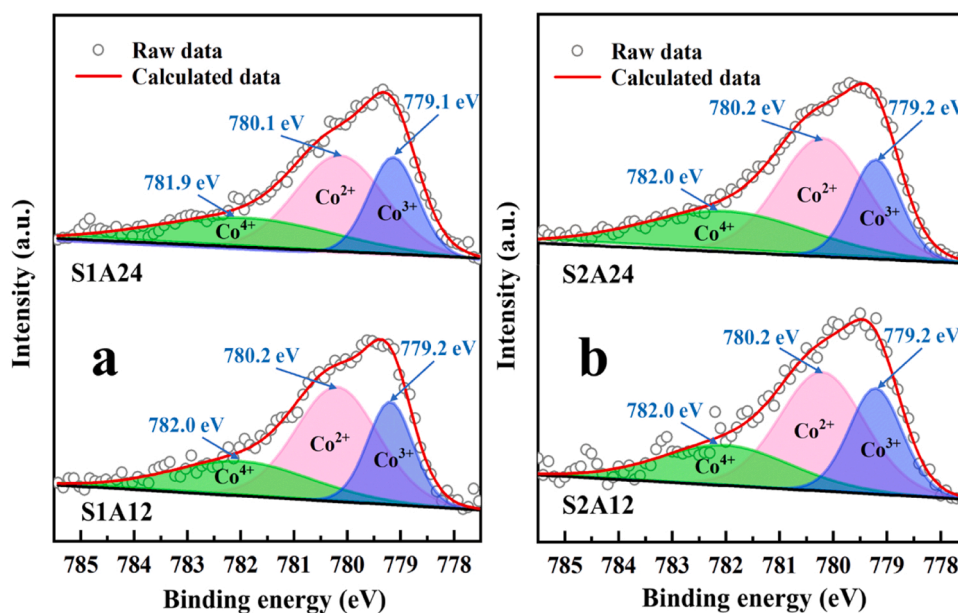 Raw data
Calculated data
779.1 eV
780.1 eV
781.9 eV
Co2+
Co3+
Co4+
S1A24
a
780.2 eV
779.2 eV
782.0 eV
Co2+
Co3+
Co4+
S1A12
785 784 783 782 781 780 779 778
Binding energy (eV)
Intensity (a.u.)
Raw data
Calculated data
780.2 eV
779.2 eV
782.0 eV
Co2+
Co3+
Co4+
S2A24
b
780.2 eV
779.2 eV
782.0 eV
Co2+
Co3+
Co4+
S2A12
785 784 783 782 781 780 779 778
Binding energy (eV)
Intensity (a.u.)